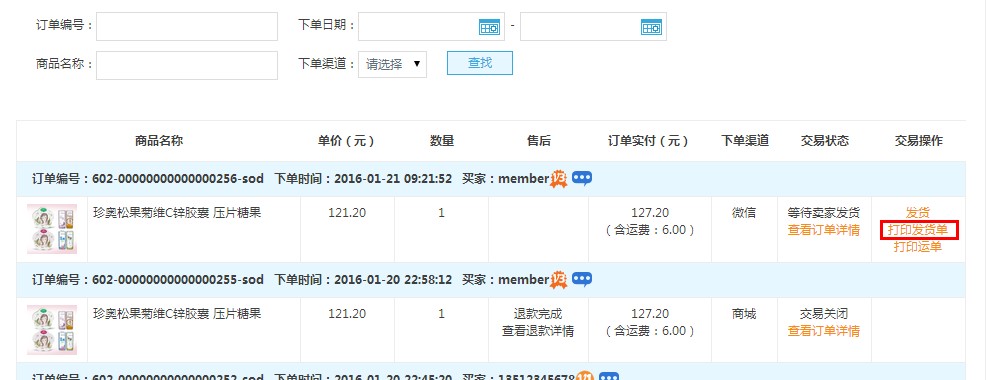 订单编号： 下单日期： -
商品名称： 下单渠道： 请选择 查找
商品名称 单价（元） 数量 售后 订单实付（元） 下单渠道 交易状态 交易操作
订单编号：602-00000000000000256-sod 下单时间：2016-01-21 09:21:52 买家：member V3
珍奥松果菊维C锌胶囊 压片糖果 121.20 1 127.20 微信 等待卖家发货 发货
（含运费：6.00） 查看订单详情 打印发货单
打印运单
订单编号：602-00000000000000255-sod 下单时间：2016-01-20 22:58:12 买家：member V3
珍奥松果菊维C锌胶囊 压片糖果 121.20 1 退款完成 127.20 商城 交易关闭
查看退款详情 （含运费：6.00） 查看订单详情
订单编号：602-00000000000000252-sod 下单时间：2016-01-20 22:45:20 买家：13512345678